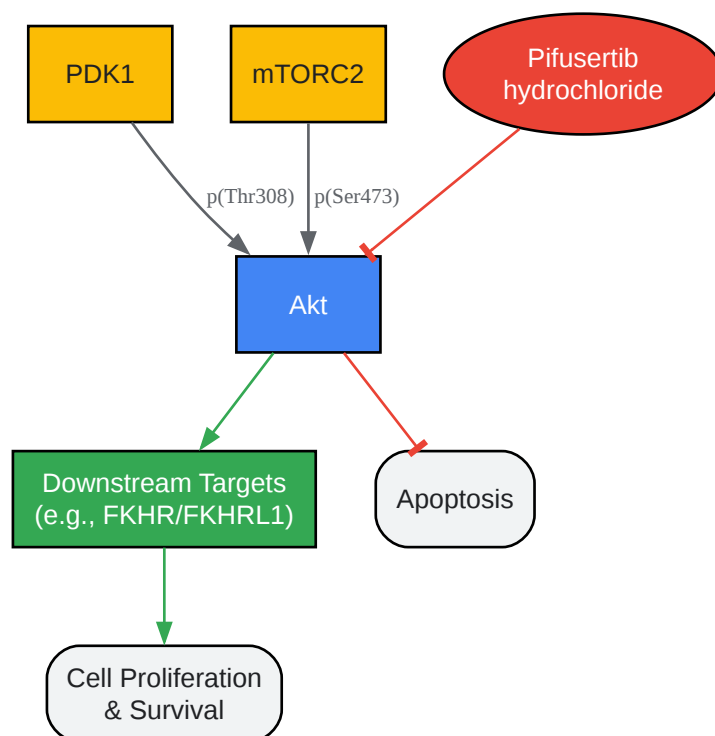 PDK1
mTORC2
Pifusertib
hydrochloride
p(Thr308)
p(Ser473)
Akt
Downstream Targets
(e.g., FKHR/FKHRL1)
Apoptosis
Cell Proliferation
& Survival